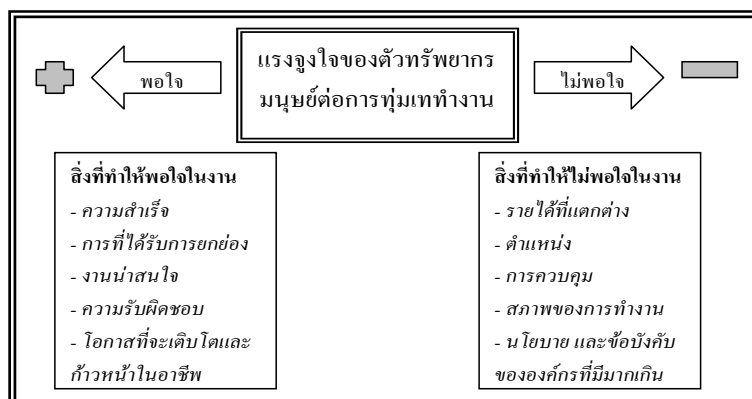 แรงจูงใจของตัวทรัพยากร
มนุษย์ต่อการทุ่มเททำงาน
พอใจ
ไม่พอใจ
สิ่งที่ทำให้พอใจในงาน
- ความสำเร็จ
- การที่ได้รับการยกย่อง
- งานน่าสนใจ
- ความรับผิดชอบ
- โอกาสที่จะเติบโตและ
ก้าวหน้าในอาชีพ
สิ่งที่ทำให้ไม่พอใจในงาน
- รายได้ที่แตกต่าง
- ตำแหน่ง
- การควบคุม
- สภาพของการทำงาน
- นโยบาย และข้อบังคับ
ขององค์กรที่มีมากเกิน